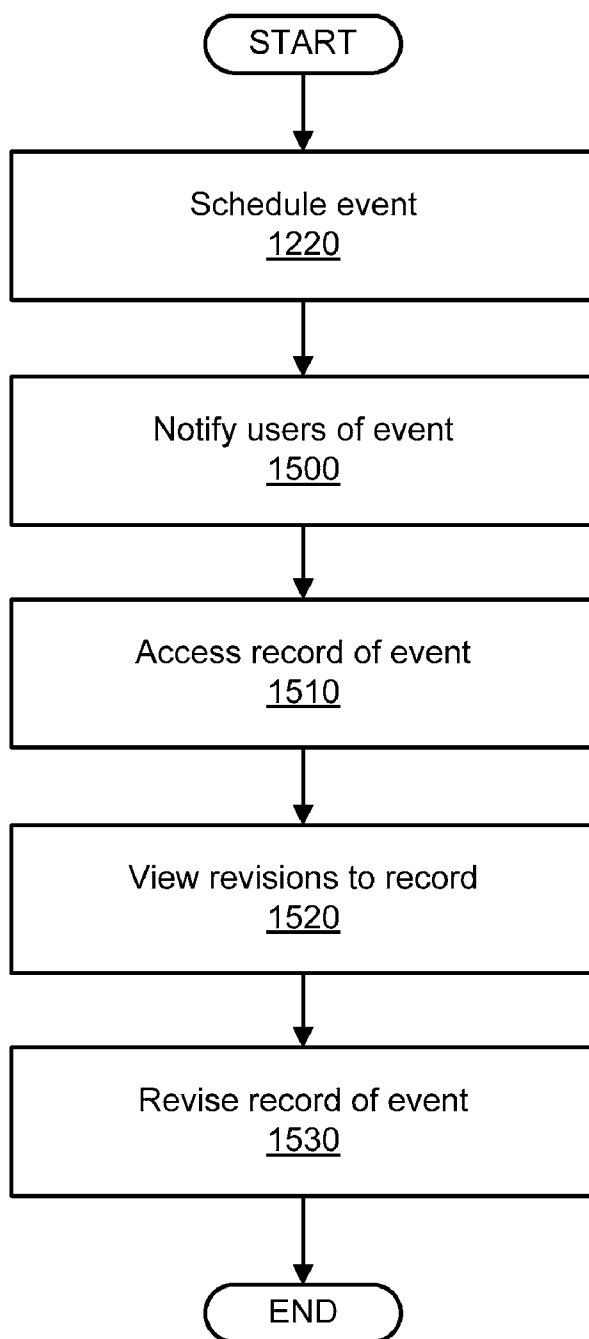 START
Schedule event
1220
Notify users of event
1500
Access record of event
1510
View revisions to record
1520
Revise record of event
1530
END